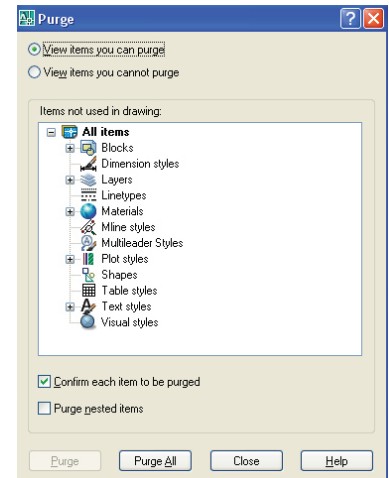 Purge
View items you can purge
View items you cannot purge
Items not used in drawing:
All items
Blocks
Dimension styles
Layers
Linetypes
Materials
Mline styles
Multileader Styles
Plot styles
Shapes
Table styles
Text styles
Visual styles
Confirm each item to be purged
Purge nested items
Purge Purge All Close Help